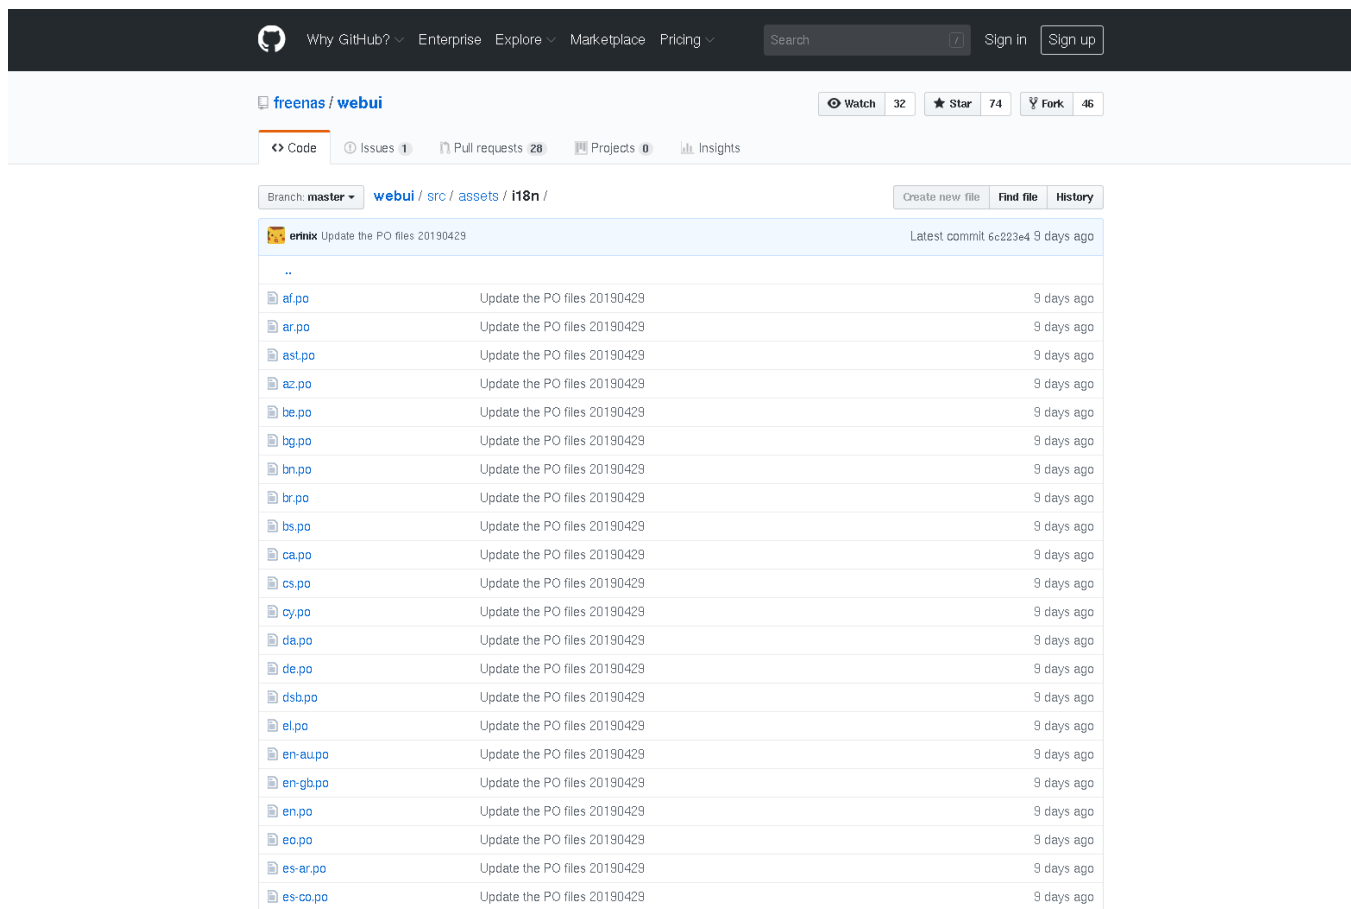 Why GitHub? Enterprise Explore Marketplace Pricing Search / Sign in Sign up
freenas / webui Watch 32 Star 74 Fork 46
Code Issues 1 Pull requests 28 Projects 0 Insights
Branch: master webui / src / assets / i18n / Create new file Find file History
erinix Update the PO files 20190429 Latest commit 6c223e4 9 days ago
..
af.po Update the PO files 20190429 9 days ago
ar.po Update the PO files 20190429 9 days ago
ast.po Update the PO files 20190429 9 days ago
az.po Update the PO files 20190429 9 days ago
be.po Update the PO files 20190429 9 days ago
bg.po Update the PO files 20190429 9 days ago
bn.po Update the PO files 20190429 9 days ago
br.po Update the PO files 20190429 9 days ago
bs.po Update the PO files 20190429 9 days ago
ca.po Update the PO files 20190429 9 days ago
cs.po Update the PO files 20190429 9 days ago
cy.po Update the PO files 20190429 9 days ago
da.po Update the PO files 20190429 9 days ago
de.po Update the PO files 20190429 9 days ago
dsb.po Update the PO files 20190429 9 days ago
el.po Update the PO files 20190429 9 days ago
en-au.po Update the PO files 20190429 9 days ago
en-gb.po Update the PO files 20190429 9 days ago
en.po Update the PO files 20190429 9 days ago
eo.po Update the PO files 20190429 9 days ago
es-ar.po Update the PO files 20190429 9 days ago
es-co.po Update the PO files 20190429 9 days ago